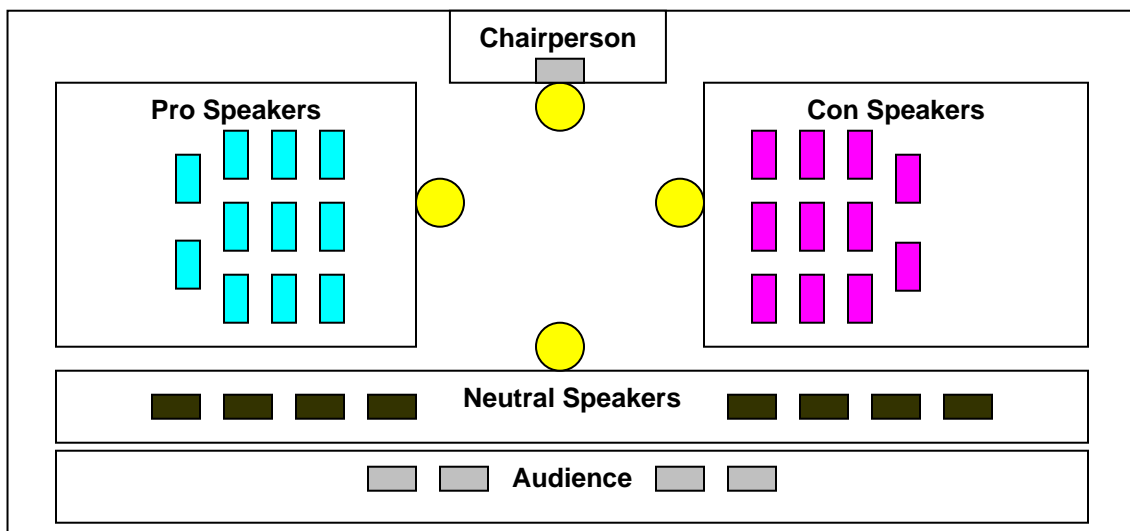 Chairperson
Pro Speakers
Con Speakers
Neutral Speakers
Audience